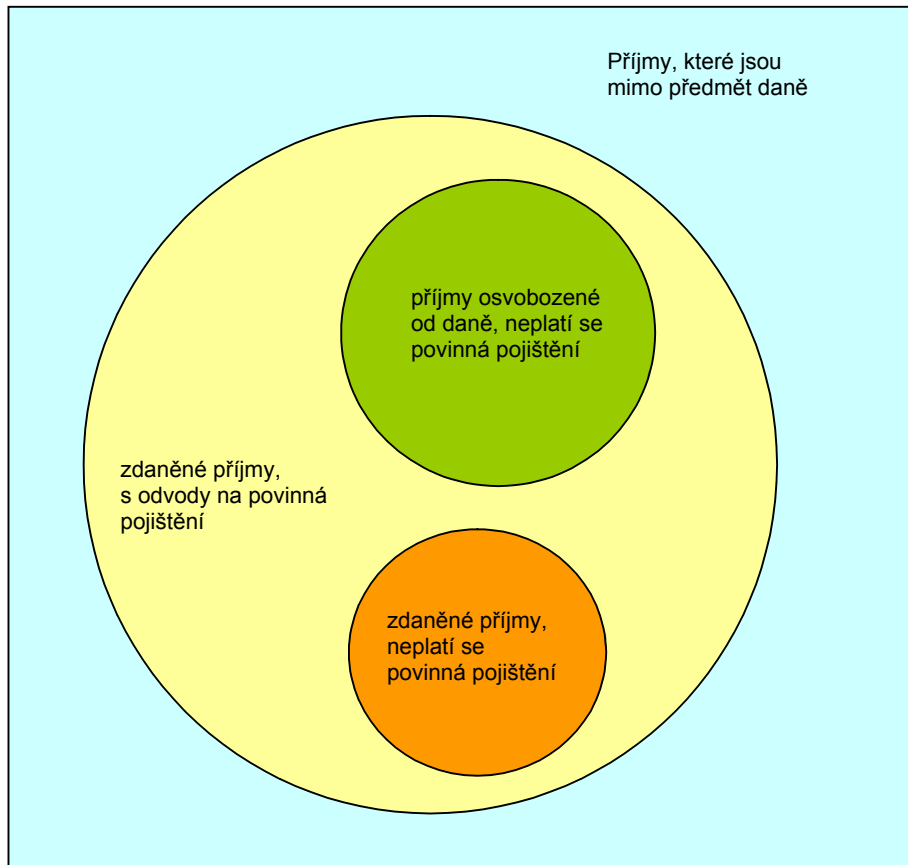 Příjmy, které jsou
mimo předmět daně
příjmy osvobozené
od daně, neplatí se
povinná pojištění
zdaněné příjmy,
s odvody na povinná
pojištění
zdaněné příjmy,
neplatí se
povinná pojištění